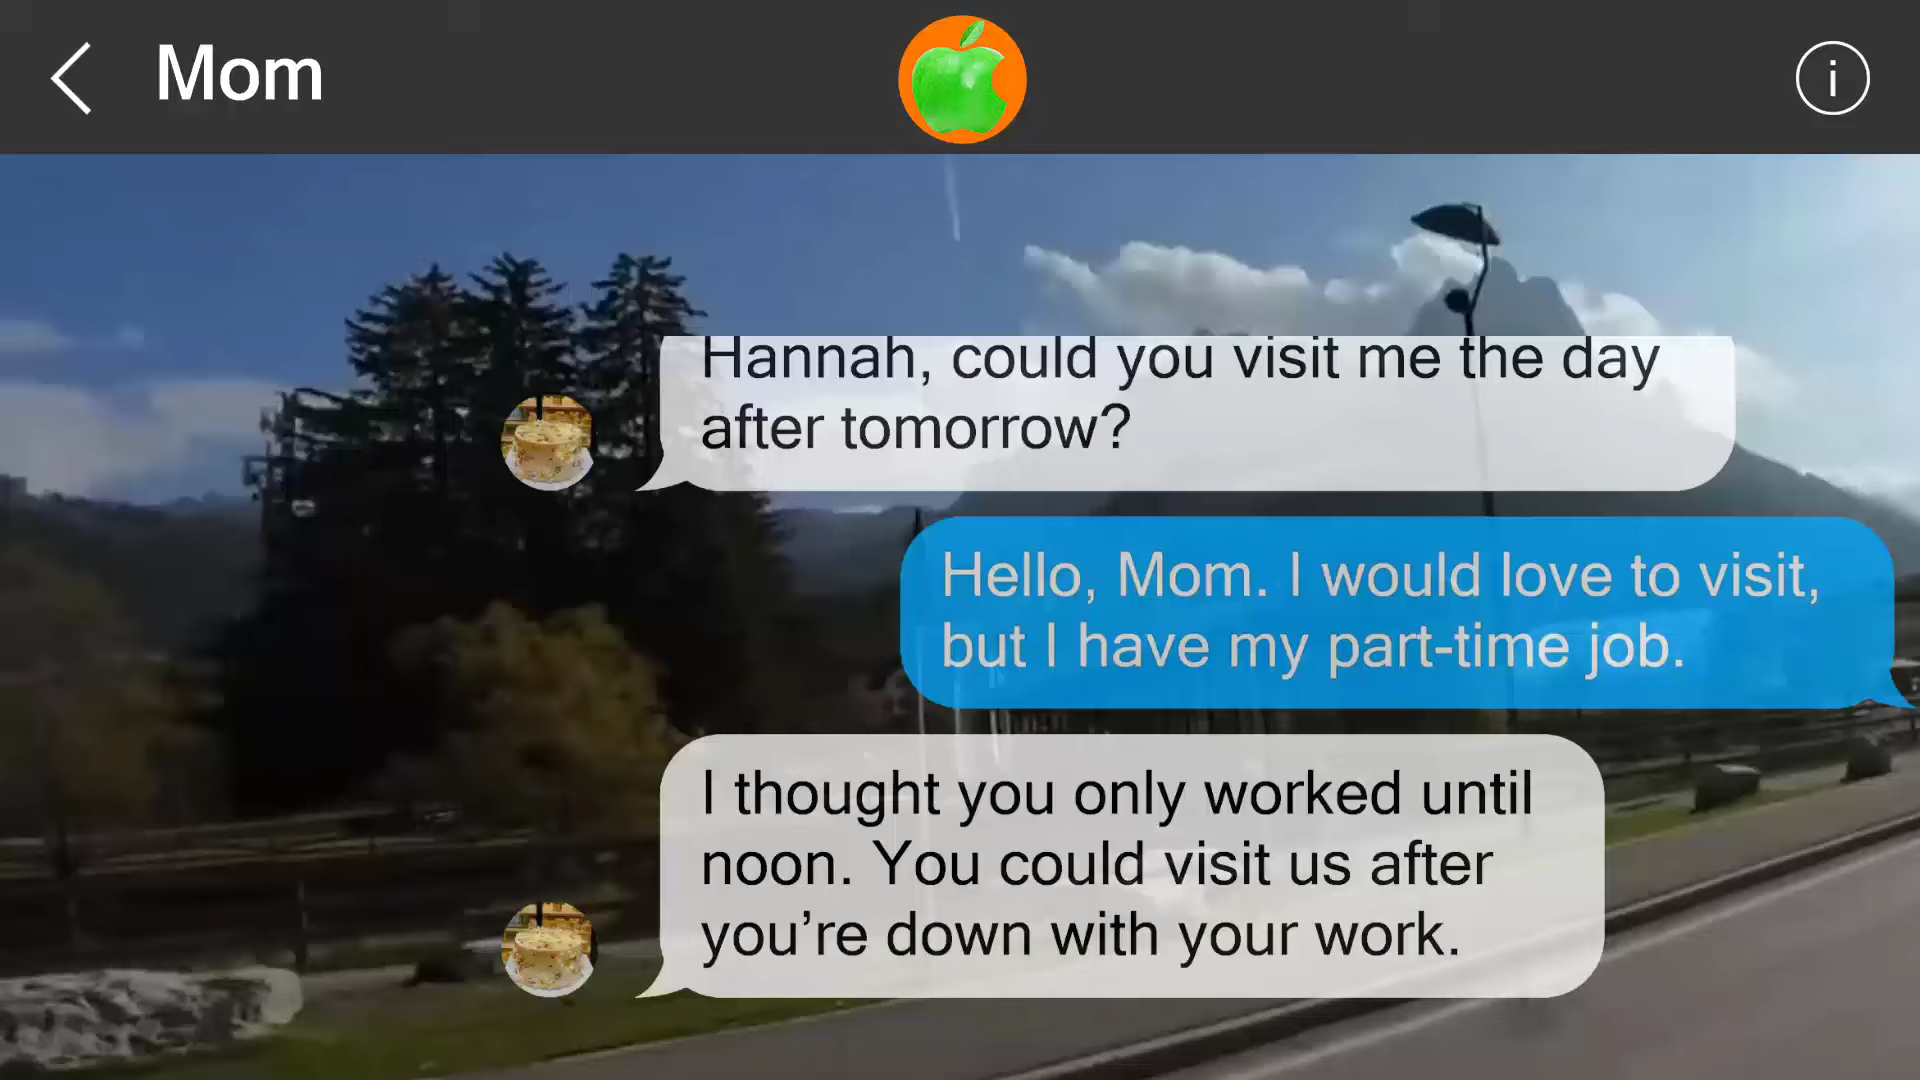 Mom
Hannah, could you visit me the day
after tomorrow?
Hello, Mom. I would love to visit,
but I have my part-time job.
I thought you only worked until
noon. You could visit us after
you’re down with your work.